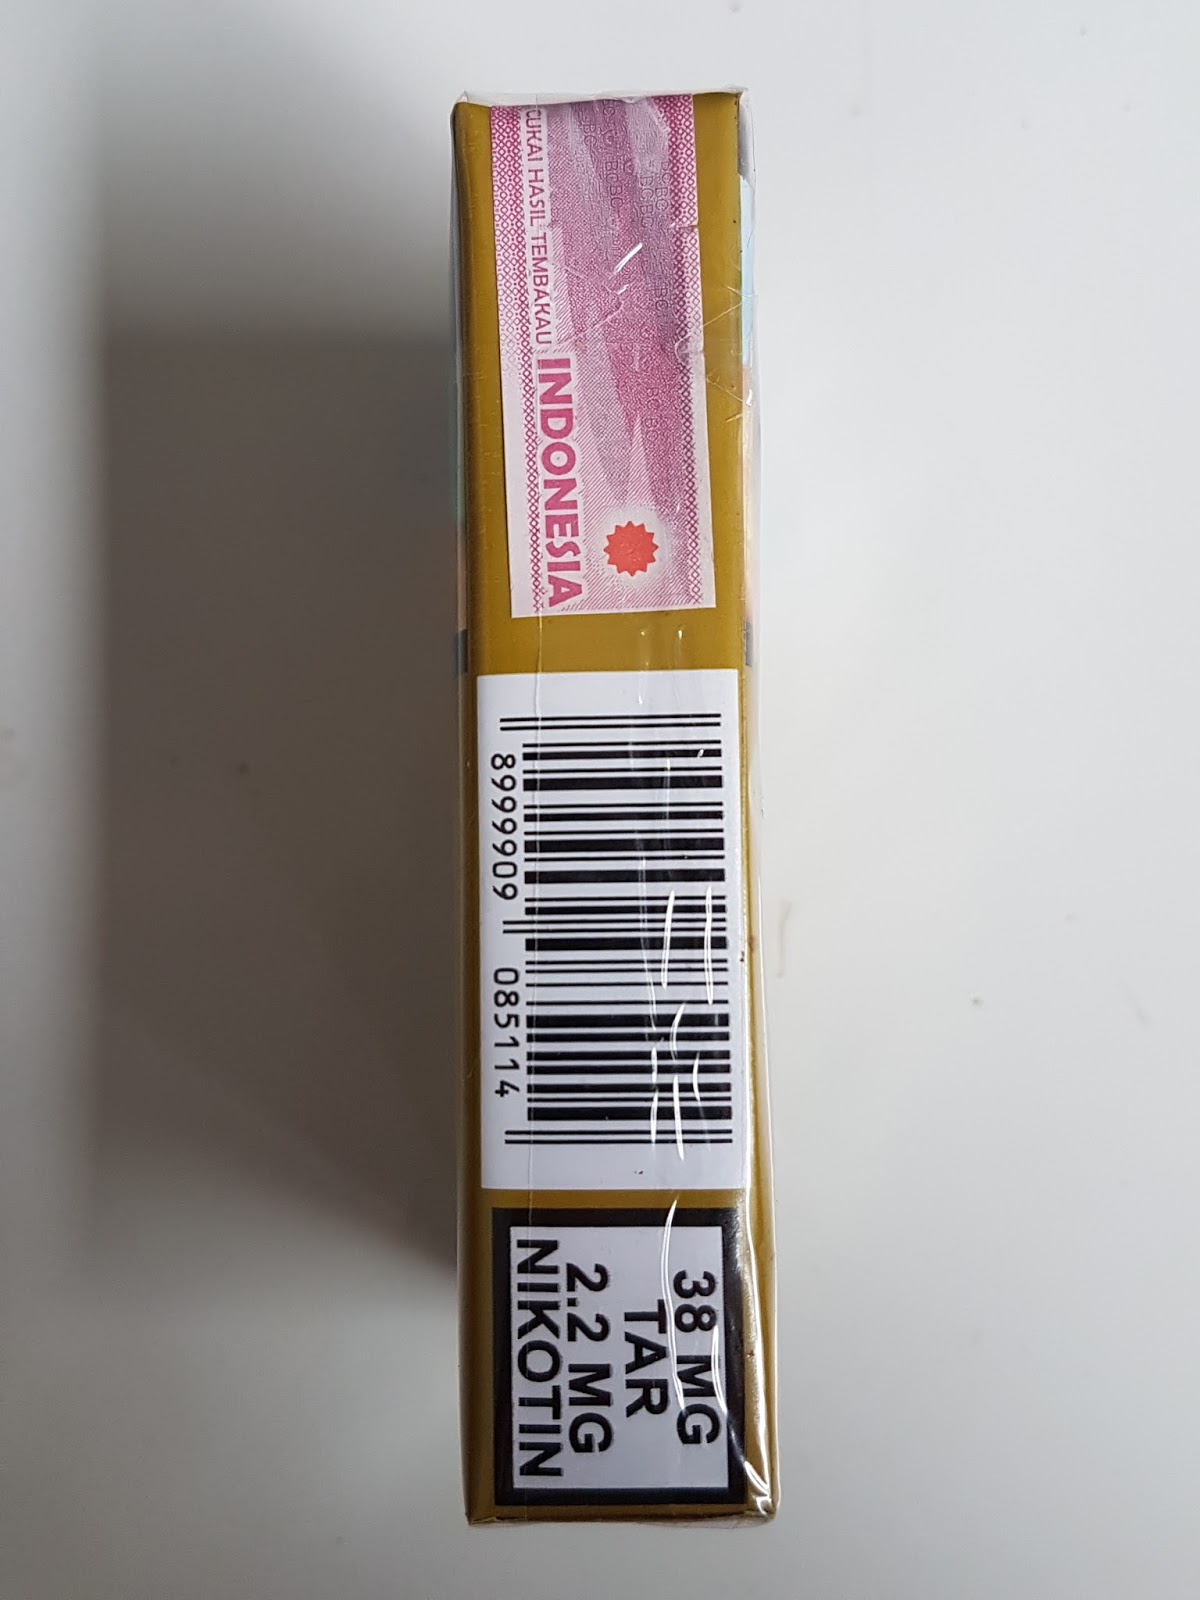 CUKAI HASIL TEMBAKAU
INDONESIA
8999909 085114
38 MG
TAR
2.2 MG
NIKOTIN